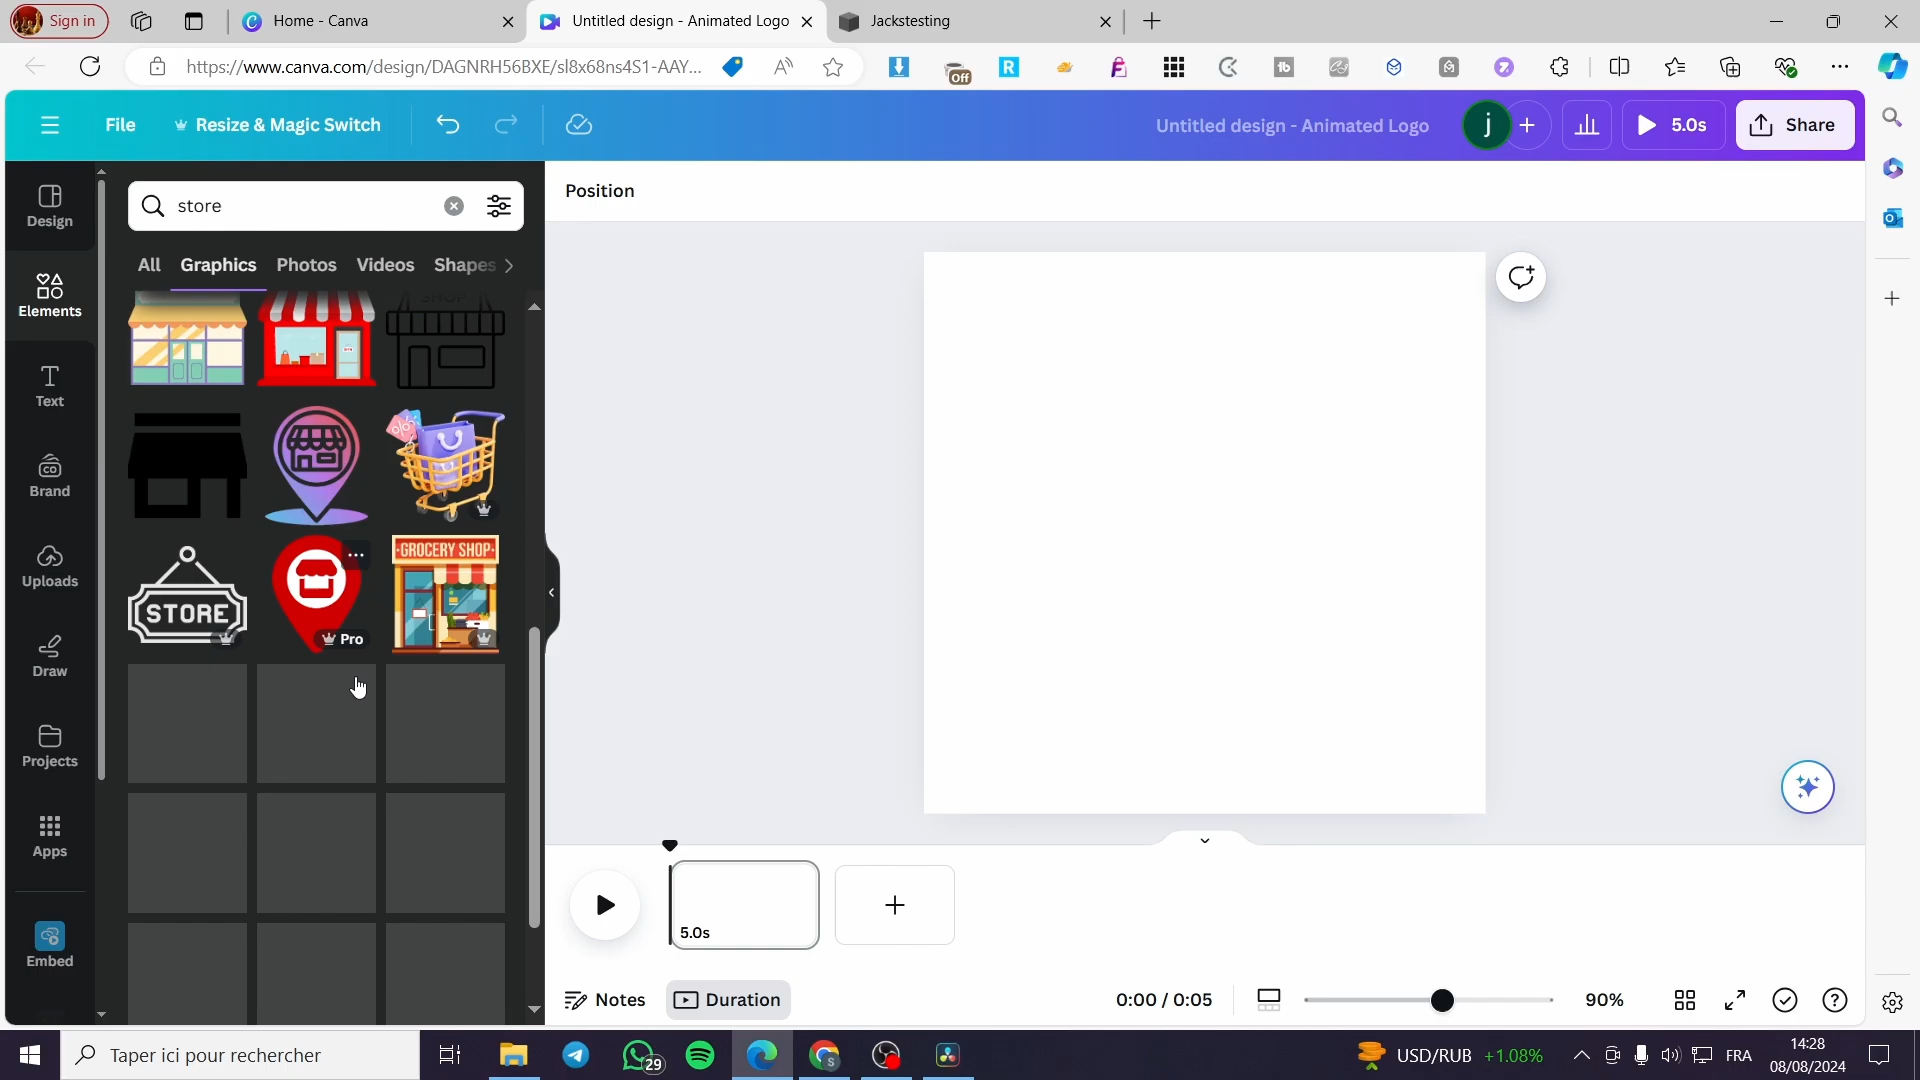 Sign in
Home - Canva
Untitled design - Animated Logo
Jackstesting
https://www.canva.com/design/DAGNRH56BXE/sl8x68ns4S1-AAY...
Off
File
Resize & Magic Switch
Untitled design - Animated Logo
j
5.0s
Share
Design
Elements
Text
Brand
Uploads
Draw
Projects
Apps
Embed
store
All
Graphics
Photos
Videos
Shapes
SHOP
STORE
Pro
GROCERY SHOP
Position
5.0s
Notes
Duration
0:00 / 0:05
90%
Taper ici pour rechercher
29
USD/RUB +1.08%
FRA
14:28
08/08/2024